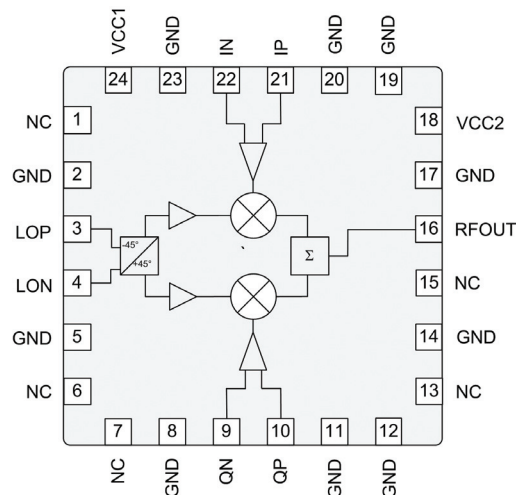 VCC1 GND IN IP GND GND
24 23 22 21 20 19
NC 1 18 VCC2
GND 2 17 GND
LOP 3 16 RFOUT
-45°
+45°
Σ
LON 4 15 NC
GND 5 14 GND
NC 6 13 NC
7 8 9 10 11 12
NC GND QN QP GND GND